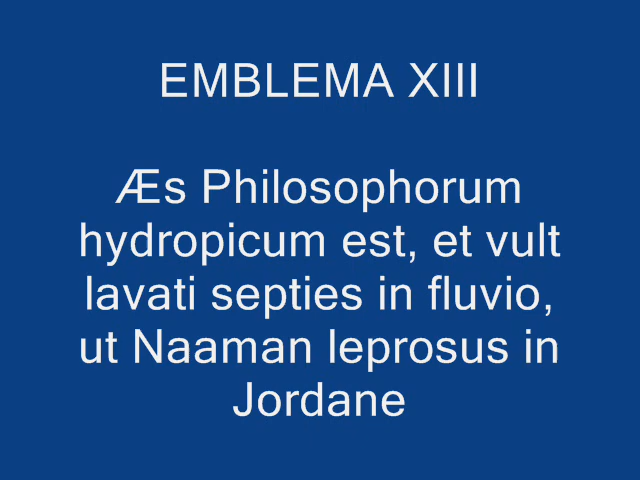 EMBLEMA XIII
Æs Philosophorum
hydropicum est, et vult
lavati septies in fluvio,
ut Naaman leprosus in
Jordane